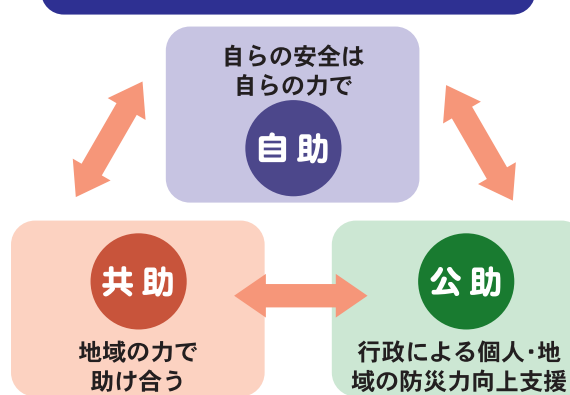 自らの安全は
自らの力で
自助
共助
地域の力で
助け合う
公助
行政による個人・地
域の防災力向上支援